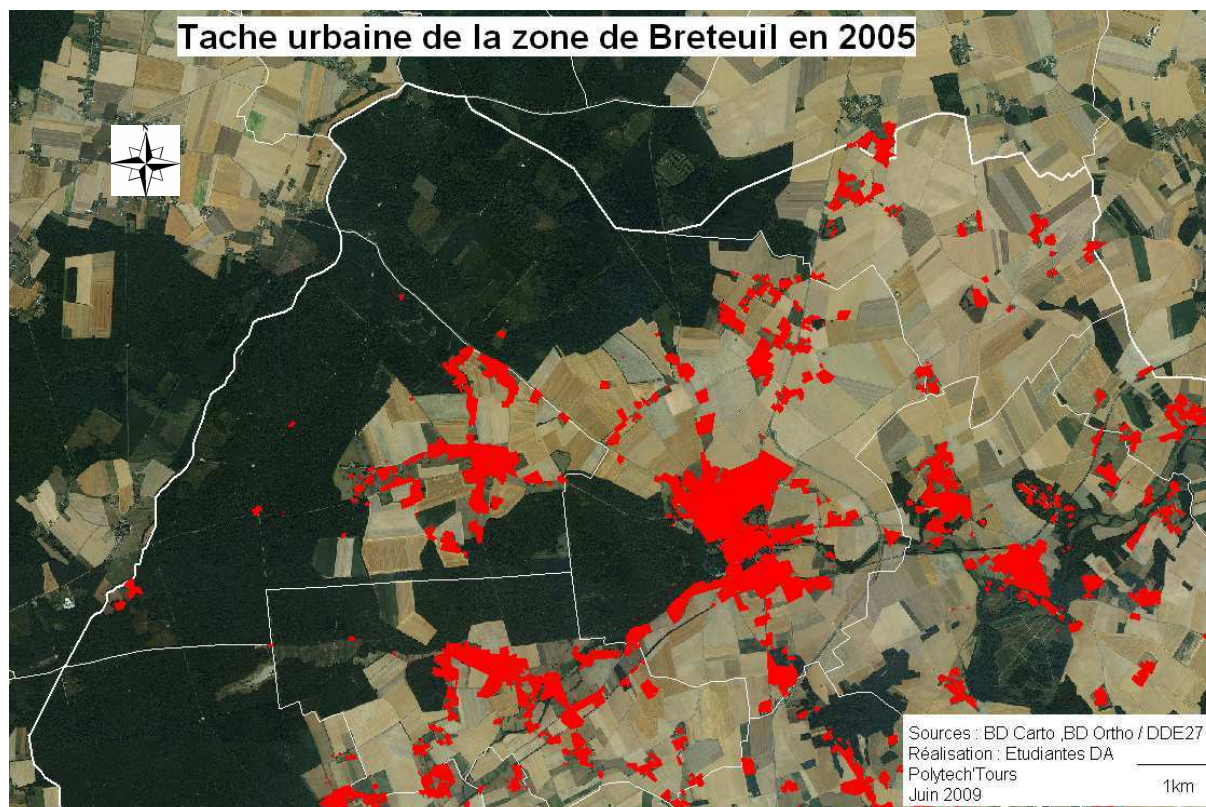 Tache urbaine de la zone de Breteuil en 2005
N
Sources : BD Carto ,BD Ortho / DDE27
Réalisation : Etudiantes DA
Polytech'Tours
Juin 2009
1km